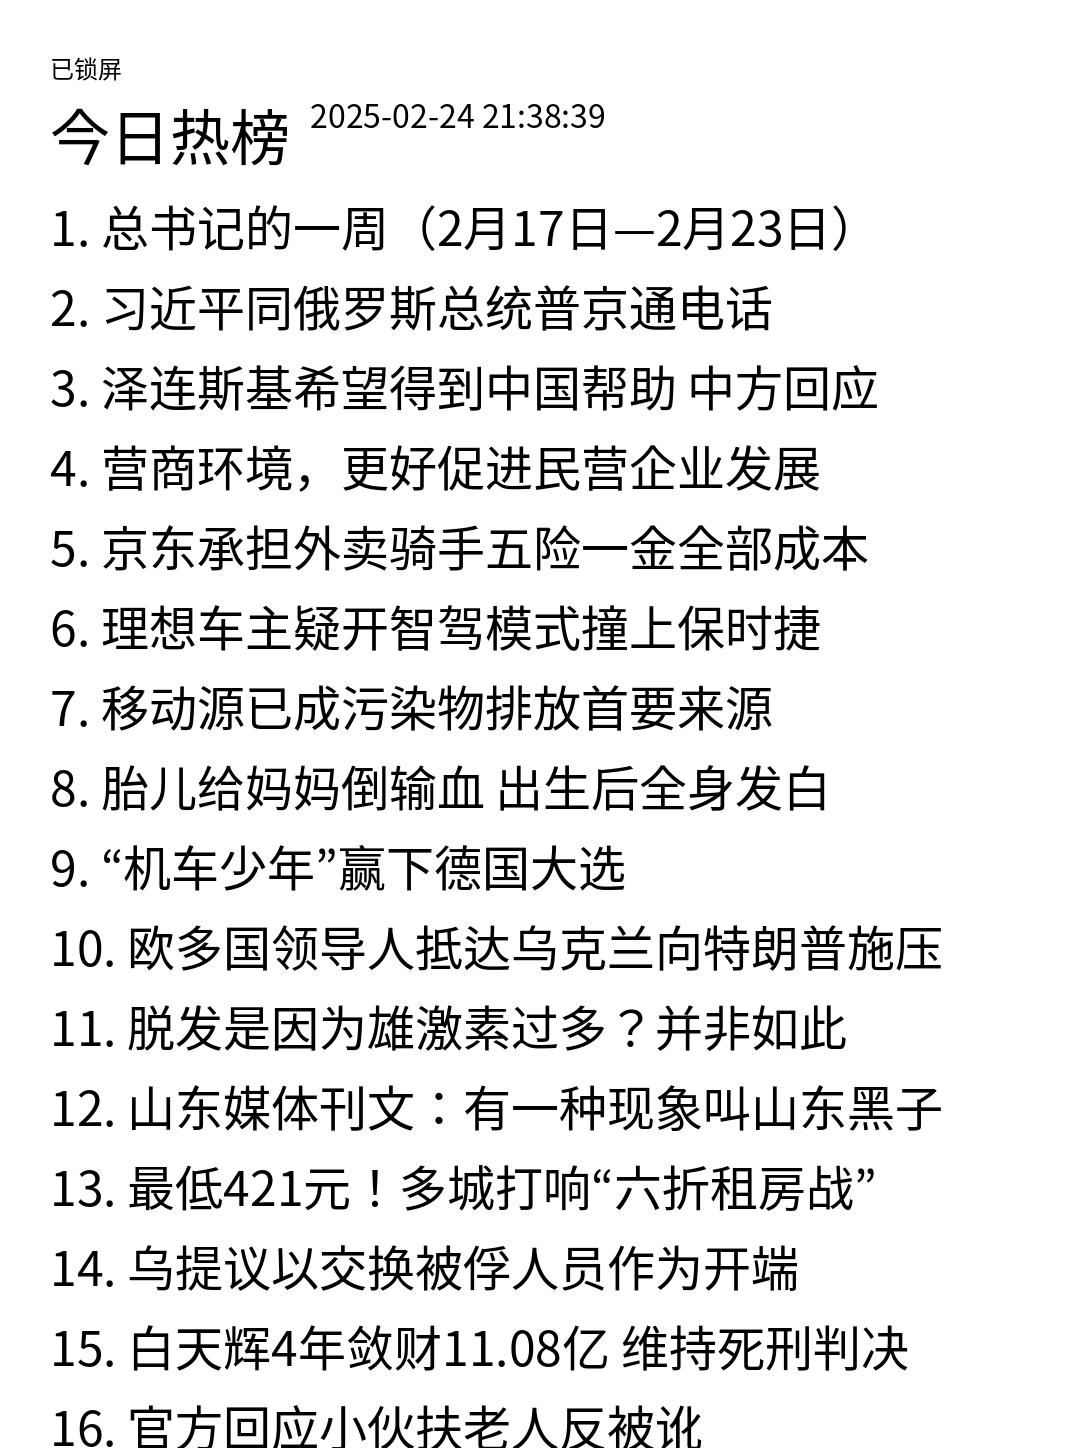 已锁屏
今日热榜 2025-02-24 21:38:39
1. 总书记的一周（2月17日—2月23日）
2. 习近平同俄罗斯总统普京通电话
3. 泽连斯基希望得到中国帮助 中方回应
4. 营商环境，更好促进民营企业发展
5. 京东承担外卖骑手五险一金全部成本
6. 理想车主疑开智驾模式撞上保时捷
7. 移动源已成污染物排放首要来源
8. 胎儿给妈妈倒输血 出生后全身发白
9. “机车少年”赢下德国大选
10. 欧多国领导人抵达乌克兰向特朗普施压
11. 脱发是因为雄激素过多？并非如此
12. 山东媒体刊文：有一种现象叫山东黑子
13. 最低421元！多城打响“六折租房战”
14. 乌提议以交换被俘人员作为开端
15. 白天辉4年敛财11.08亿 维持死刑判决
16. 官方回应小伙扶老人反被讹